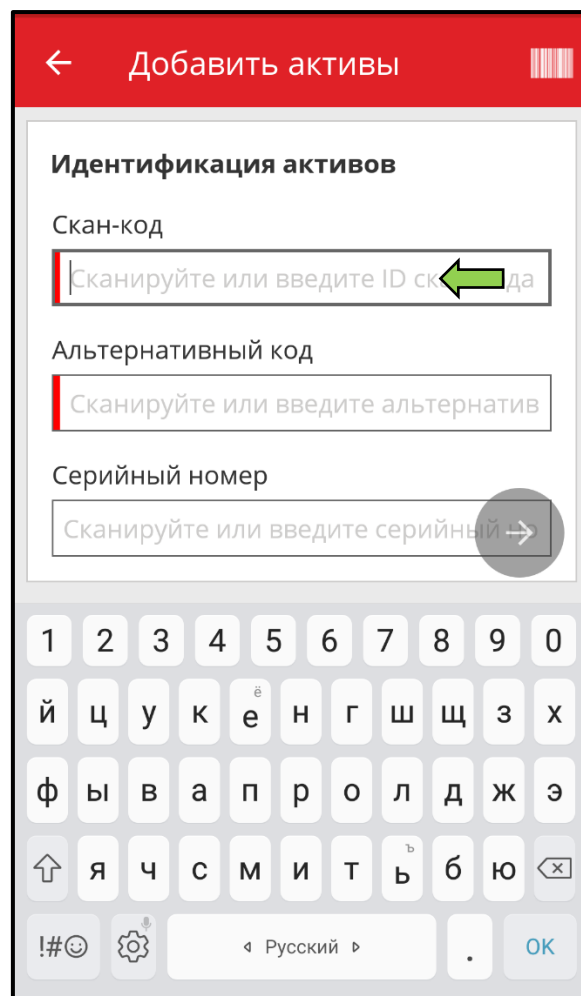 Добавить активы
Идентификация активов
Скан-код
Сканируйте или введите ID ск да
Альтернативный код
Сканируйте или введите альтернатив
Серийный номер
Сканируйте или введите серийный
1 2 3 4 5 6 7 8 9 0
й ц у к е ё н г ш щ з х
ф ы в а п р о л д ж э
я ч с м и т ь ъ б ю
!#☺ Русский . OK